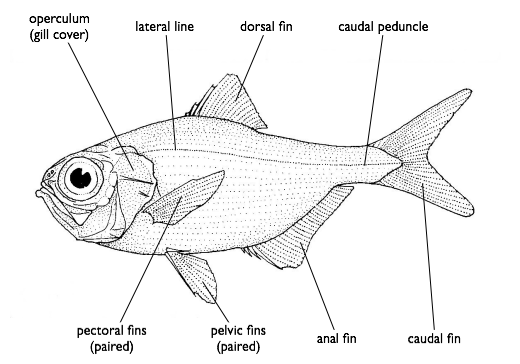 operculum
(gill cover)
lateral line
dorsal fin
caudal peduncle
pectoral fins
(paired)
pelvic fins
(paired)
anal fin
caudal fin